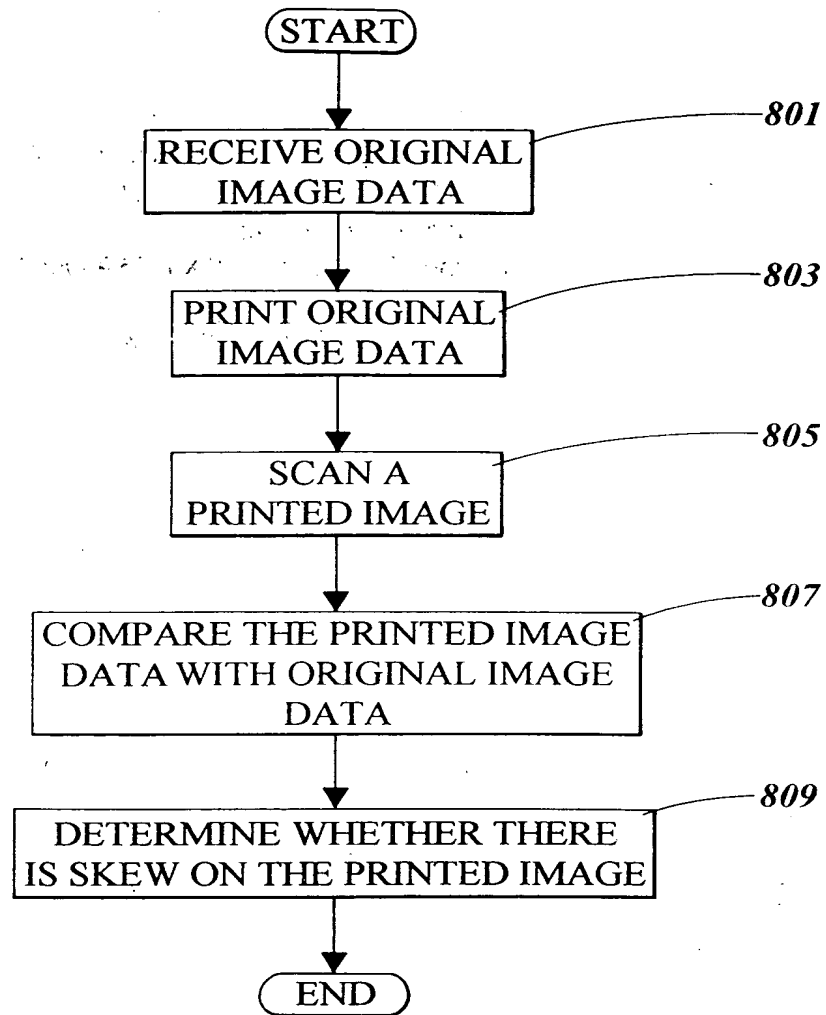 START
801
RECEIVE ORIGINAL
IMAGE DATA
803
PRINT ORIGINAL
IMAGE DATA
805
SCAN A
PRINTED IMAGE
807
COMPARE THE PRINTED IMAGE
DATA WITH ORIGINAL IMAGE
DATA
809
DETERMINE WHETHER THERE
IS SKEW ON THE PRINTED IMAGE
END